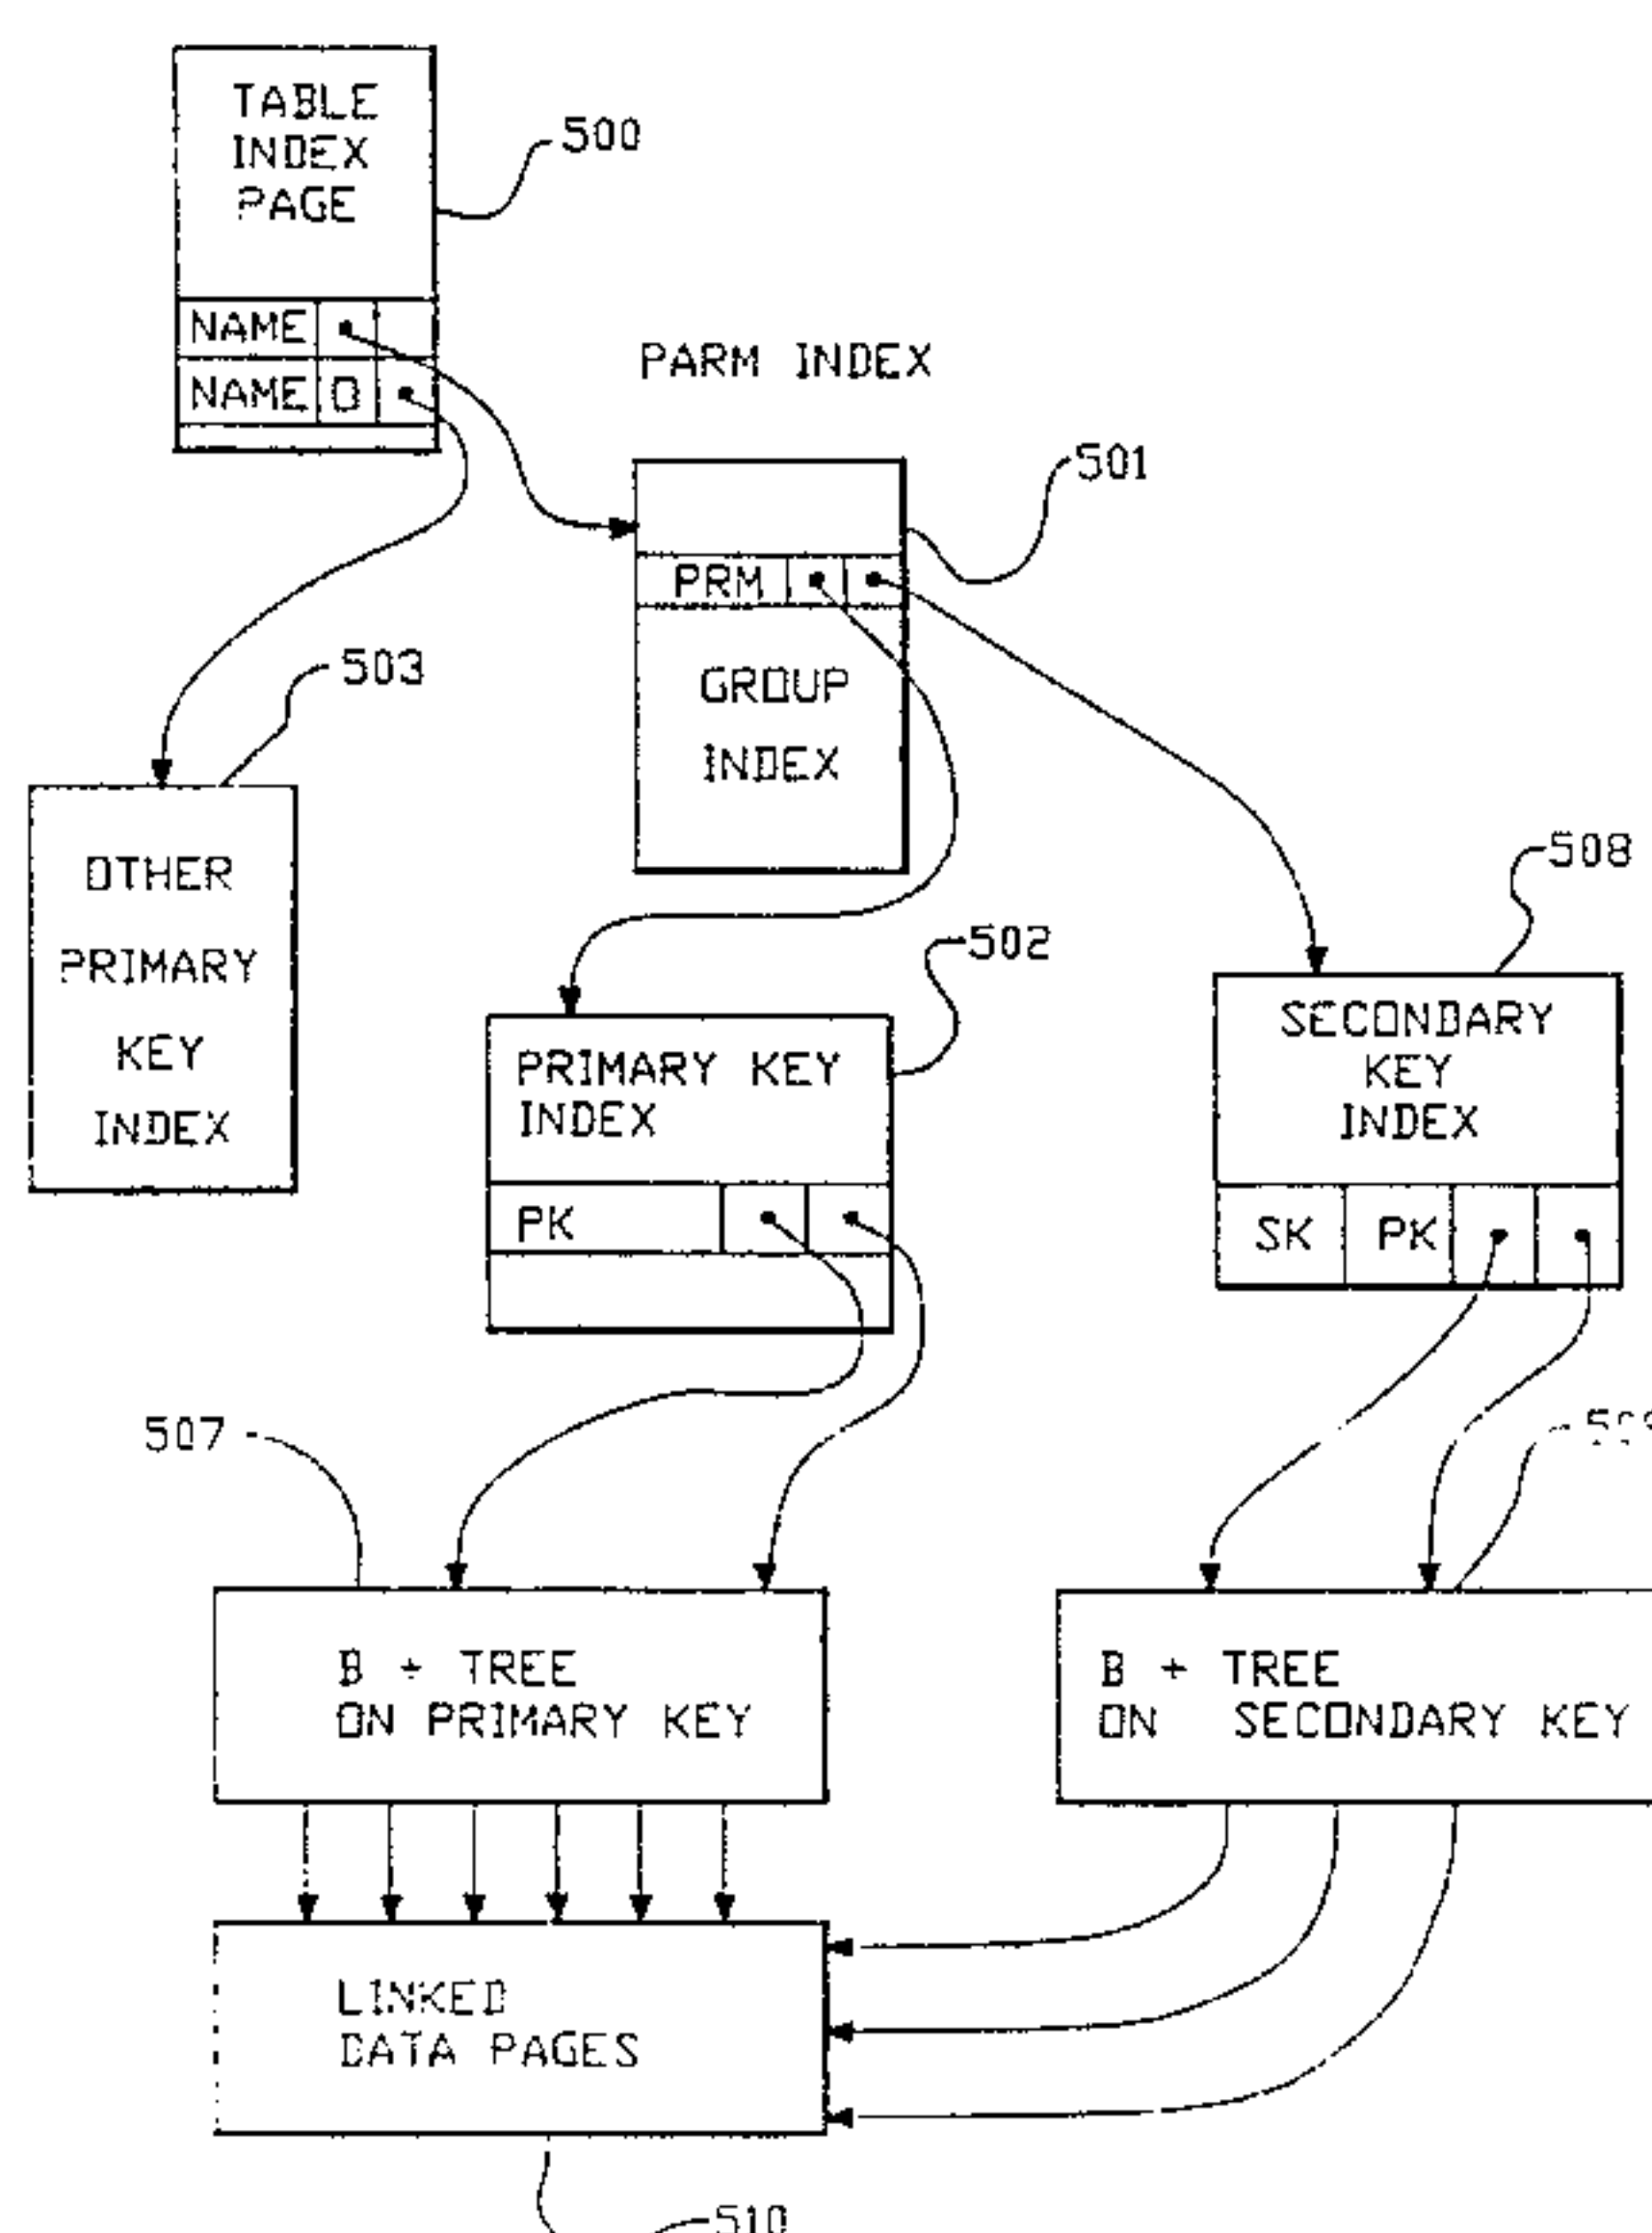 TABLE
INDEX
PAGE
500
NAME
NAME 0
PARM INDEX
501
PRM
GROUP
INDEX
503
OTHER
PRIMARY
KEY
INDEX
508
502
SECONDARY
KEY
INDEX
PRIMARY KEY
INDEX
PK
SK PK
507
B + TREE
ON PRIMARY KEY
B + TREE
ON SECONDARY KEY
LINKED
DATA PAGES
510